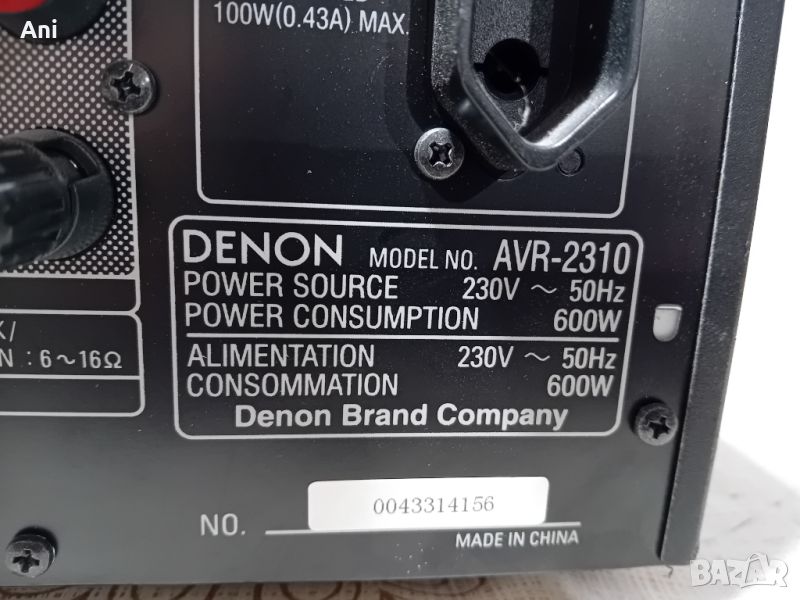 Ani
100W(0.43A) MAX.
DENON MODEL NO. AVR-2310
POWER SOURCE 230V ~ 50Hz
POWER CONSUMPTION 600W
ALIMENTATION 230V ~ 50Hz
CONSOMMATION 600W
Denon Brand Company
: 6~16Ω
NO. 0043314156
MADE IN CHINA
BAZAR